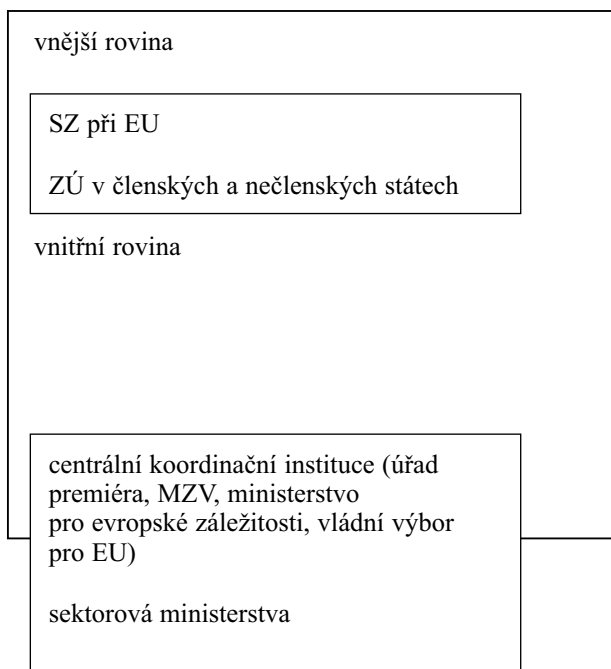 vnější rovina
SZ při EU
ZÚ v členských a nečlenských státech
vnitřní rovina
centrální koordinační instituce (úřad
premiéra, MZV, ministerstvo
pro evropské záležitosti, vládní výbor
pro EU)
sektorová ministerstva